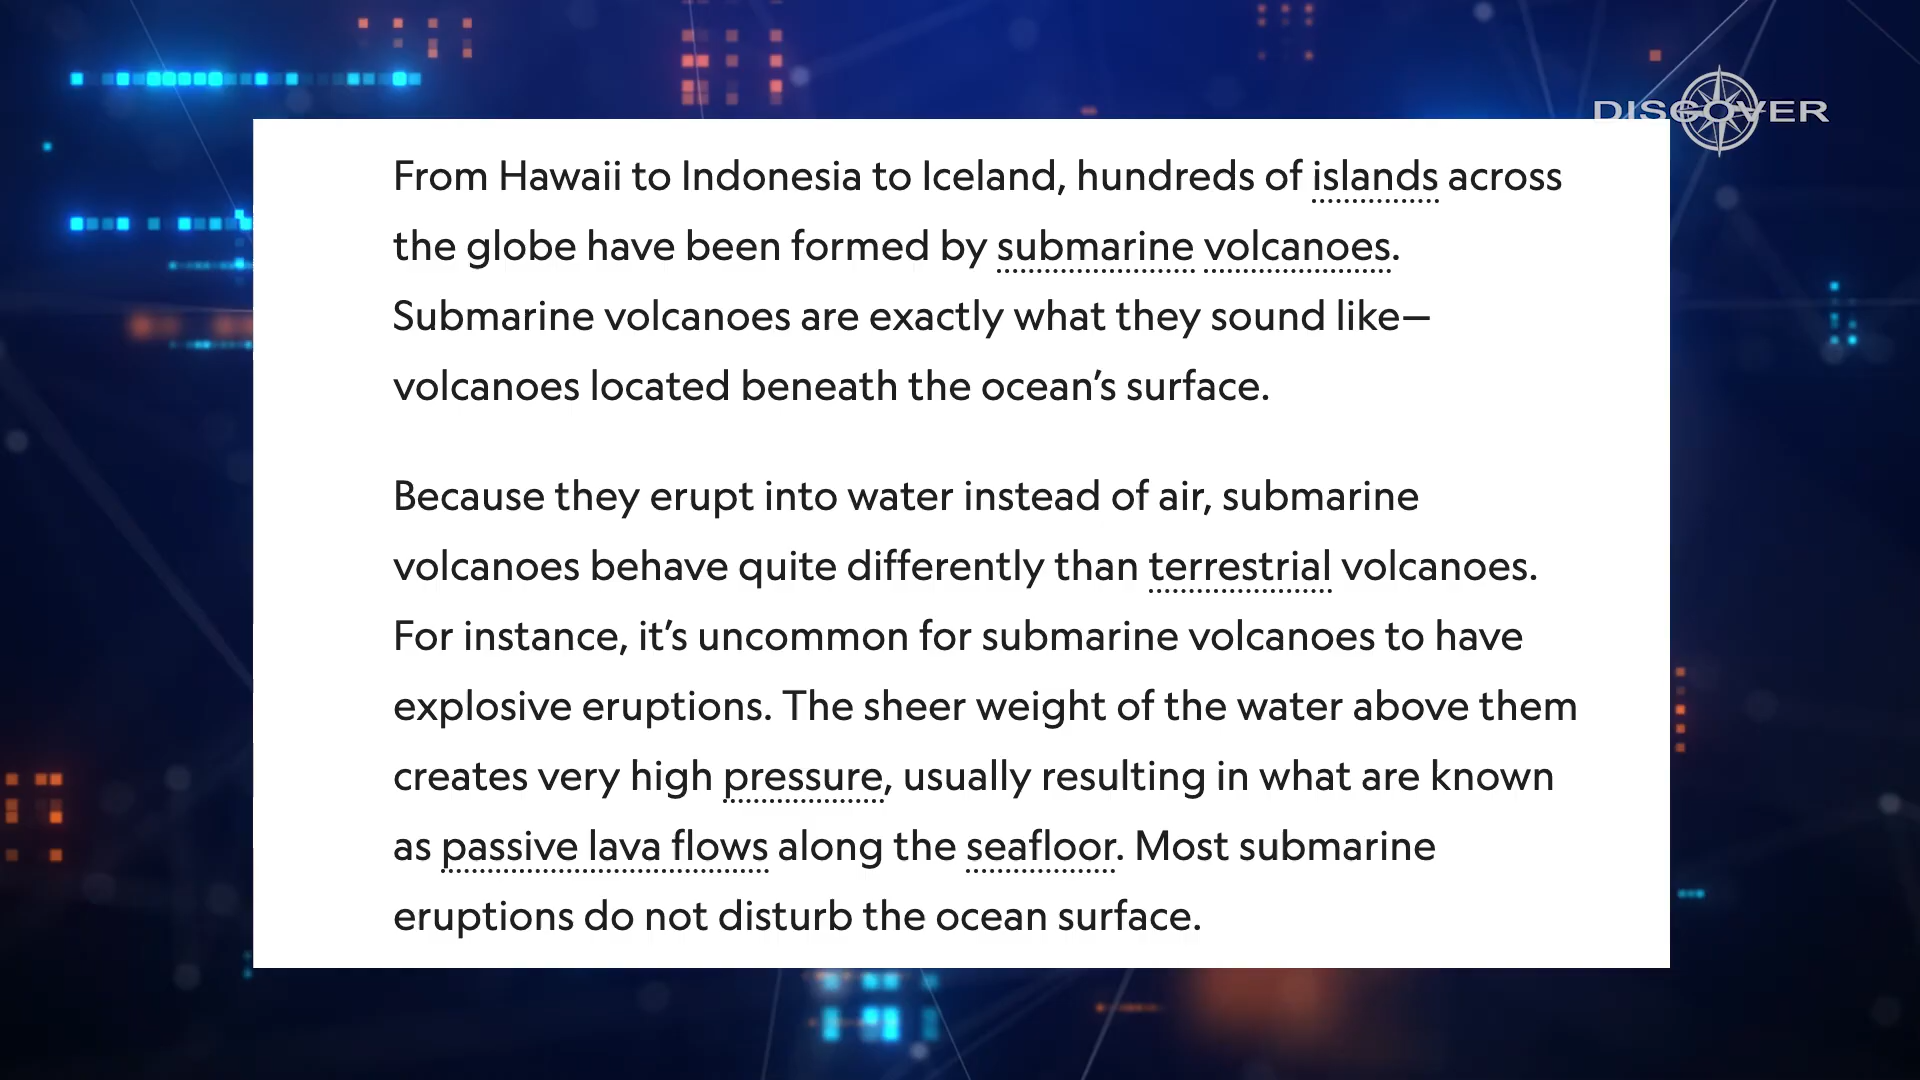 DISCOVER
From Hawaii to Indonesia to Iceland, hundreds of islands across
the globe have been formed by submarine volcanoes.
Submarine volcanoes are exactly what they sound like—
volcanoes located beneath the ocean’s surface.
Because they erupt into water instead of air, submarine
volcanoes behave quite differently than terrestrial volcanoes.
For instance, it’s uncommon for submarine volcanoes to have
explosive eruptions. The sheer weight of the water above them
creates very high pressure, usually resulting in what are known
as passive lava flows along the seafloor. Most submarine
eruptions do not disturb the ocean surface.